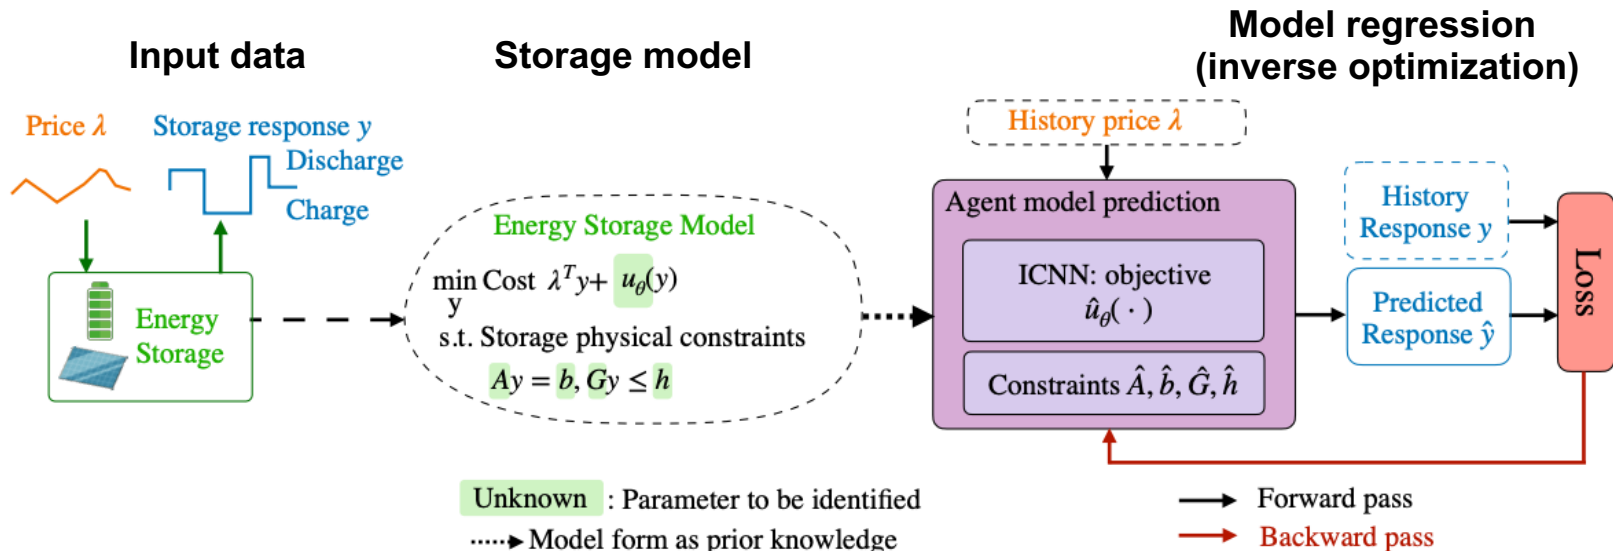 Input data
Storage model
Model regression
(inverse optimization)
Price λ
Storage response y
Discharge
Charge
Energy
Storage
Energy Storage Model
min Cost λᵀy+ u_θ(y)
y
s.t. Storage physical constraints
Ay = b, Gy ≤ h
History price λ̂
Agent model prediction
ICNN: objective
û_θ( · )
Constraints Â, b̂, Ĝ, ĥ
History
Response y
Predicted
Response ŷ
Loss
Unknown : Parameter to be identified
Model form as prior knowledge
Forward pass
Backward pass